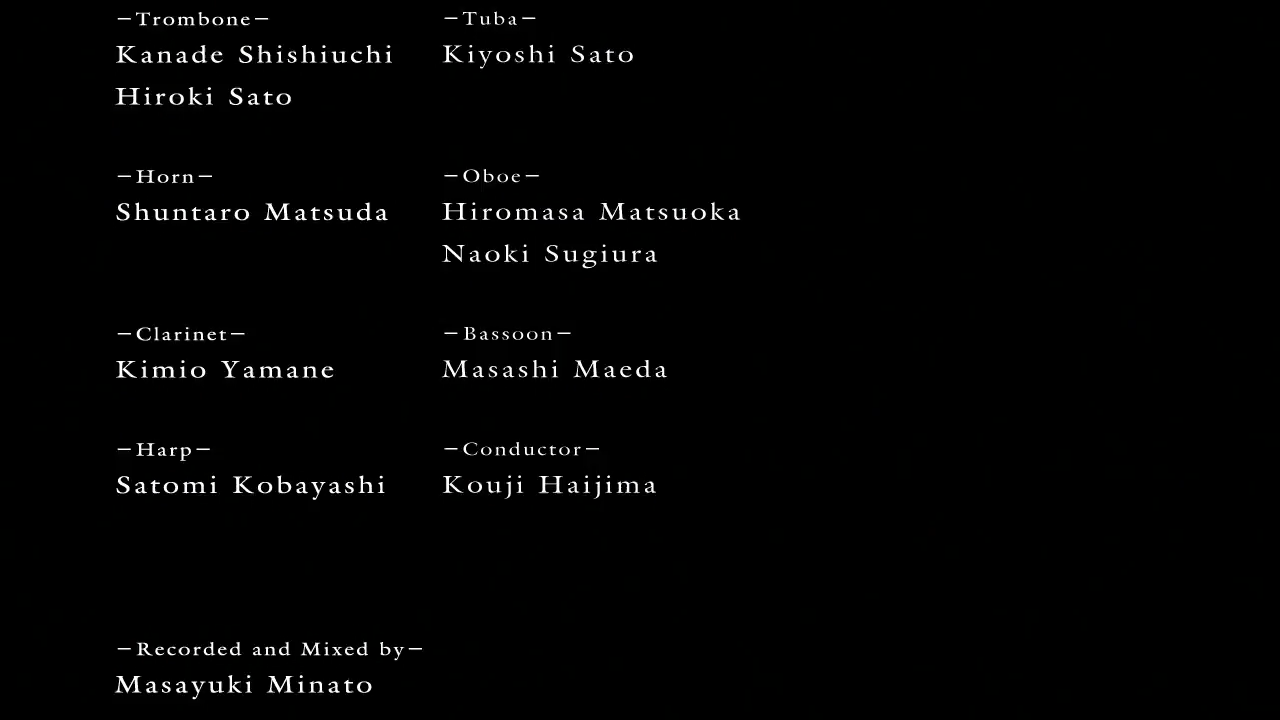 −Trombone−
Kanade Shishiuchi
Hiroki Sato
−Tuba−
Kiyoshi Sato
−Horn−
Shuntaro Matsuda
−Oboe−
Hiromasa Matsuoka
Naoki Sugiura
−Clarinet−
Kimio Yamane
−Bassoon−
Masashi Maeda
−Harp−
Satomi Kobayashi
−Conductor−
Kouji Haijima
−Recorded and Mixed by−
Masayuki Minato